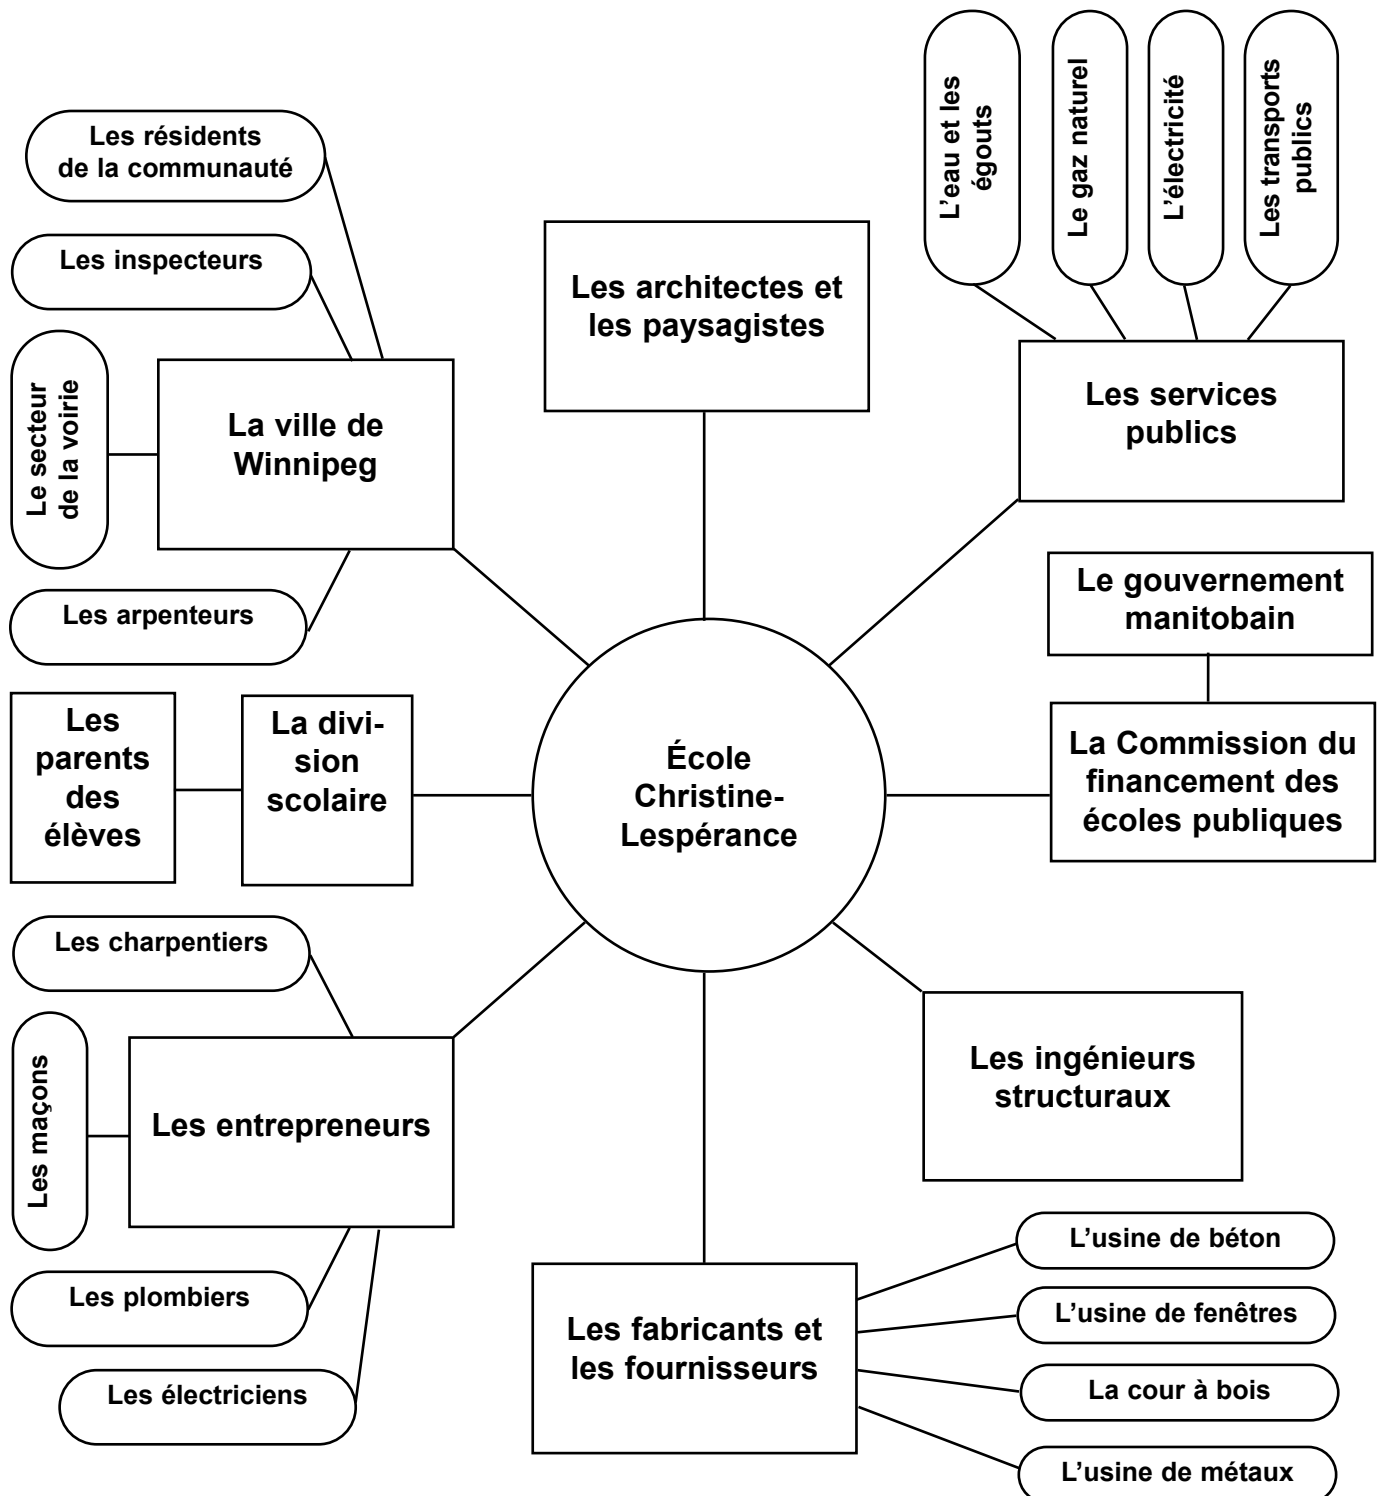 L’eau et les
égouts
Le gaz naturel
L’électricité
Les transports
publics
Les résidents
de la communauté
Les inspecteurs
Le secteur
de la voirie
La ville de
Winnipeg
Les arpenteurs
Les architectes et
les paysagistes
Les services
publics
Le gouvernement
manitobain
La Commission du
financement des
écoles publiques
Les
parents
des
élèves
La divi-
sion
scolaire
École
Christine-
Lespérance
Les charpentiers
Les maçons
Les entrepreneurs
Les plombiers
Les électriciens
Les ingénieurs
structuraux
Les fabricants et
les fournisseurs
L’usine de béton
L’usine de fenêtres
La cour à bois
L’usine de métaux